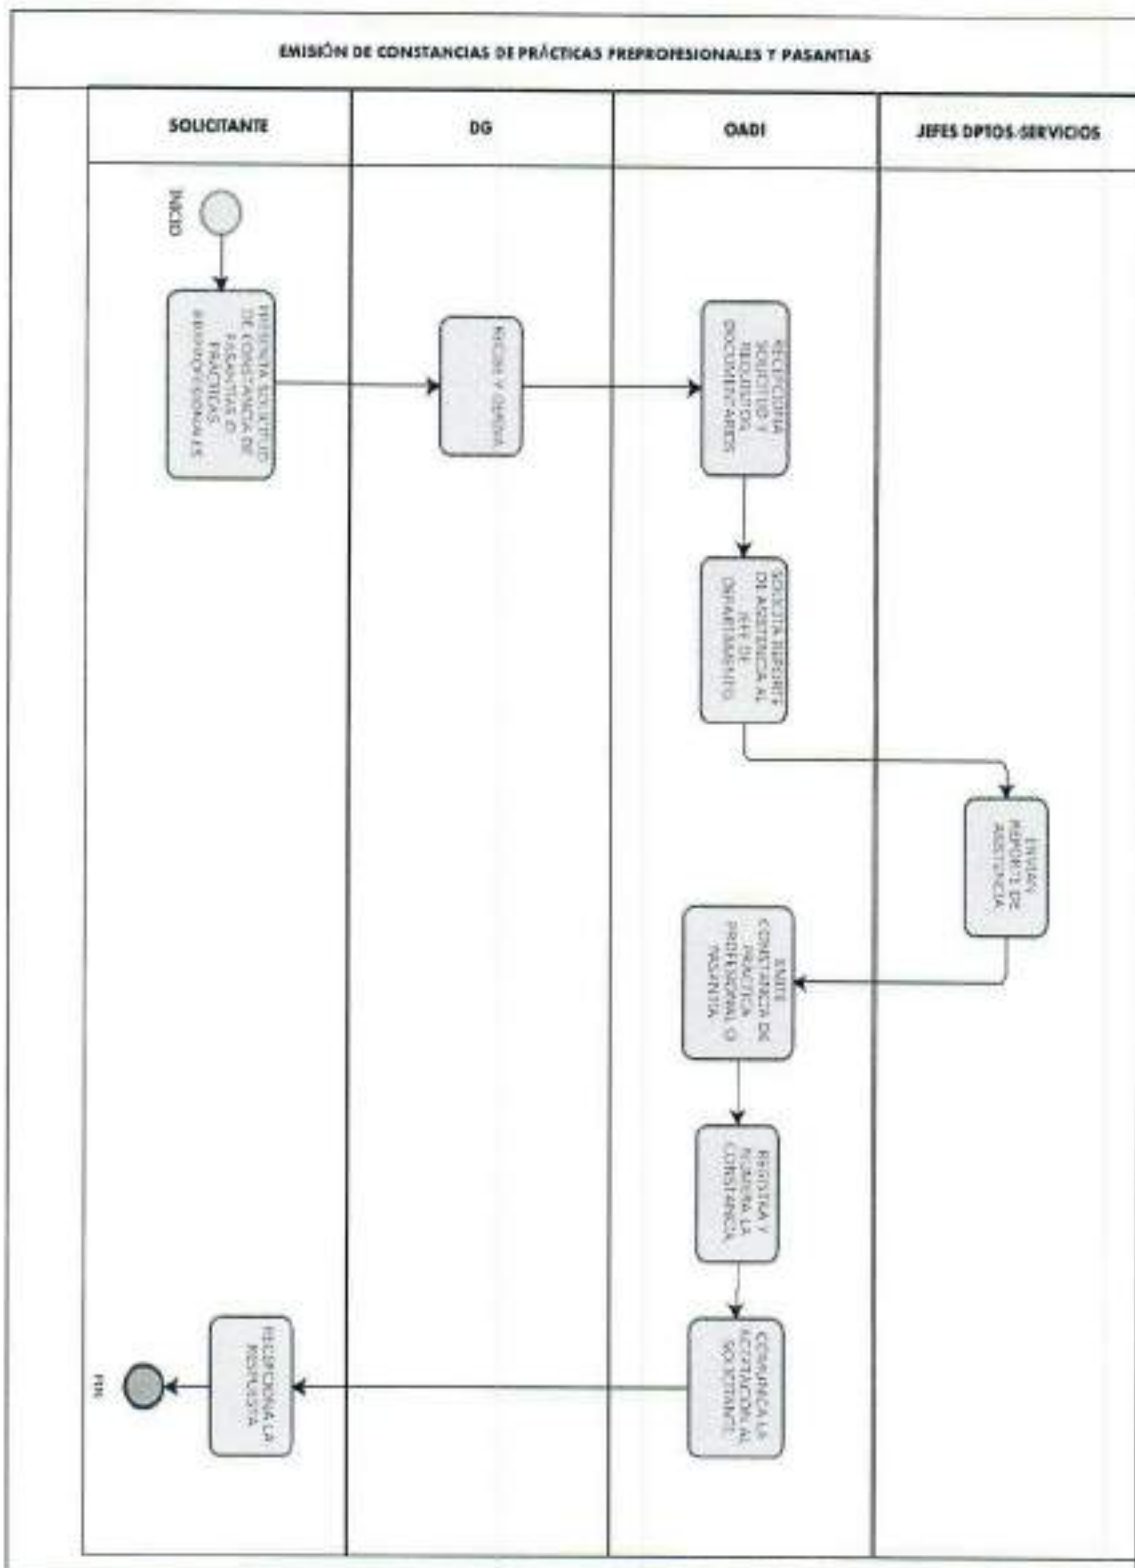 EMISIÓN DE CONSTANCIAS DE PRÁCTICAS PREPROFESIONALES Y PASANTIAS
SOLICITANTE
DG
OADI
JEFES DPTOS-SERVICIOS
INICIO
PRESENTA SOLICITUD
DE CONSTANCIA DE
PASANTIAS O
PRÁCTICAS
PREPROFESIONALES
RECIBE Y DERIVA
RECEPCIONA
SOLICITUD Y
REQUISITOS
DOCUMENTARIOS
SOLICITA REPORTE
DE ASISTENCIA AL
JEFE DE
DEPARTAMENTO
ENVIAN
REPORTE DE
ASISTENCIA
EMITE
CONSTANCIA DE
PRÁCTICA
PROFESIONAL O
PASANTIA
REGISTRA Y
NUMERA LA
CONSTANCIA
COMUNICA LA
ACEPTACION AL
SOLICITANTE
RECEPCIONA LA
RESPUESTA
FIN